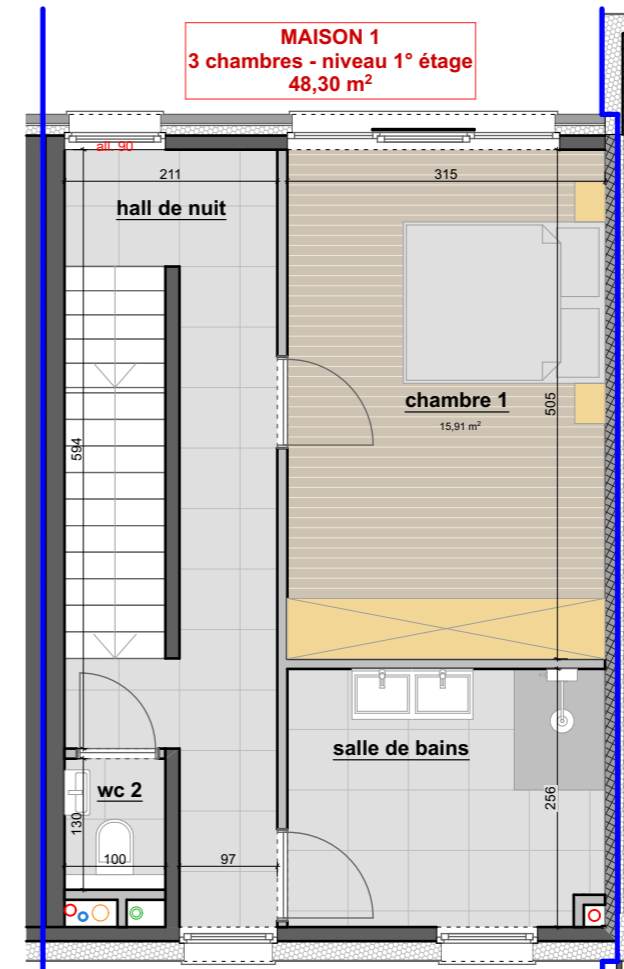 MAISON 1
3 chambres - niveau 1° étage
48,30 m²
all. 90
211
315
hall de nuit
chambre 1
15,91 m²
505
594
salle de bains
wc 2
256
130
100
97